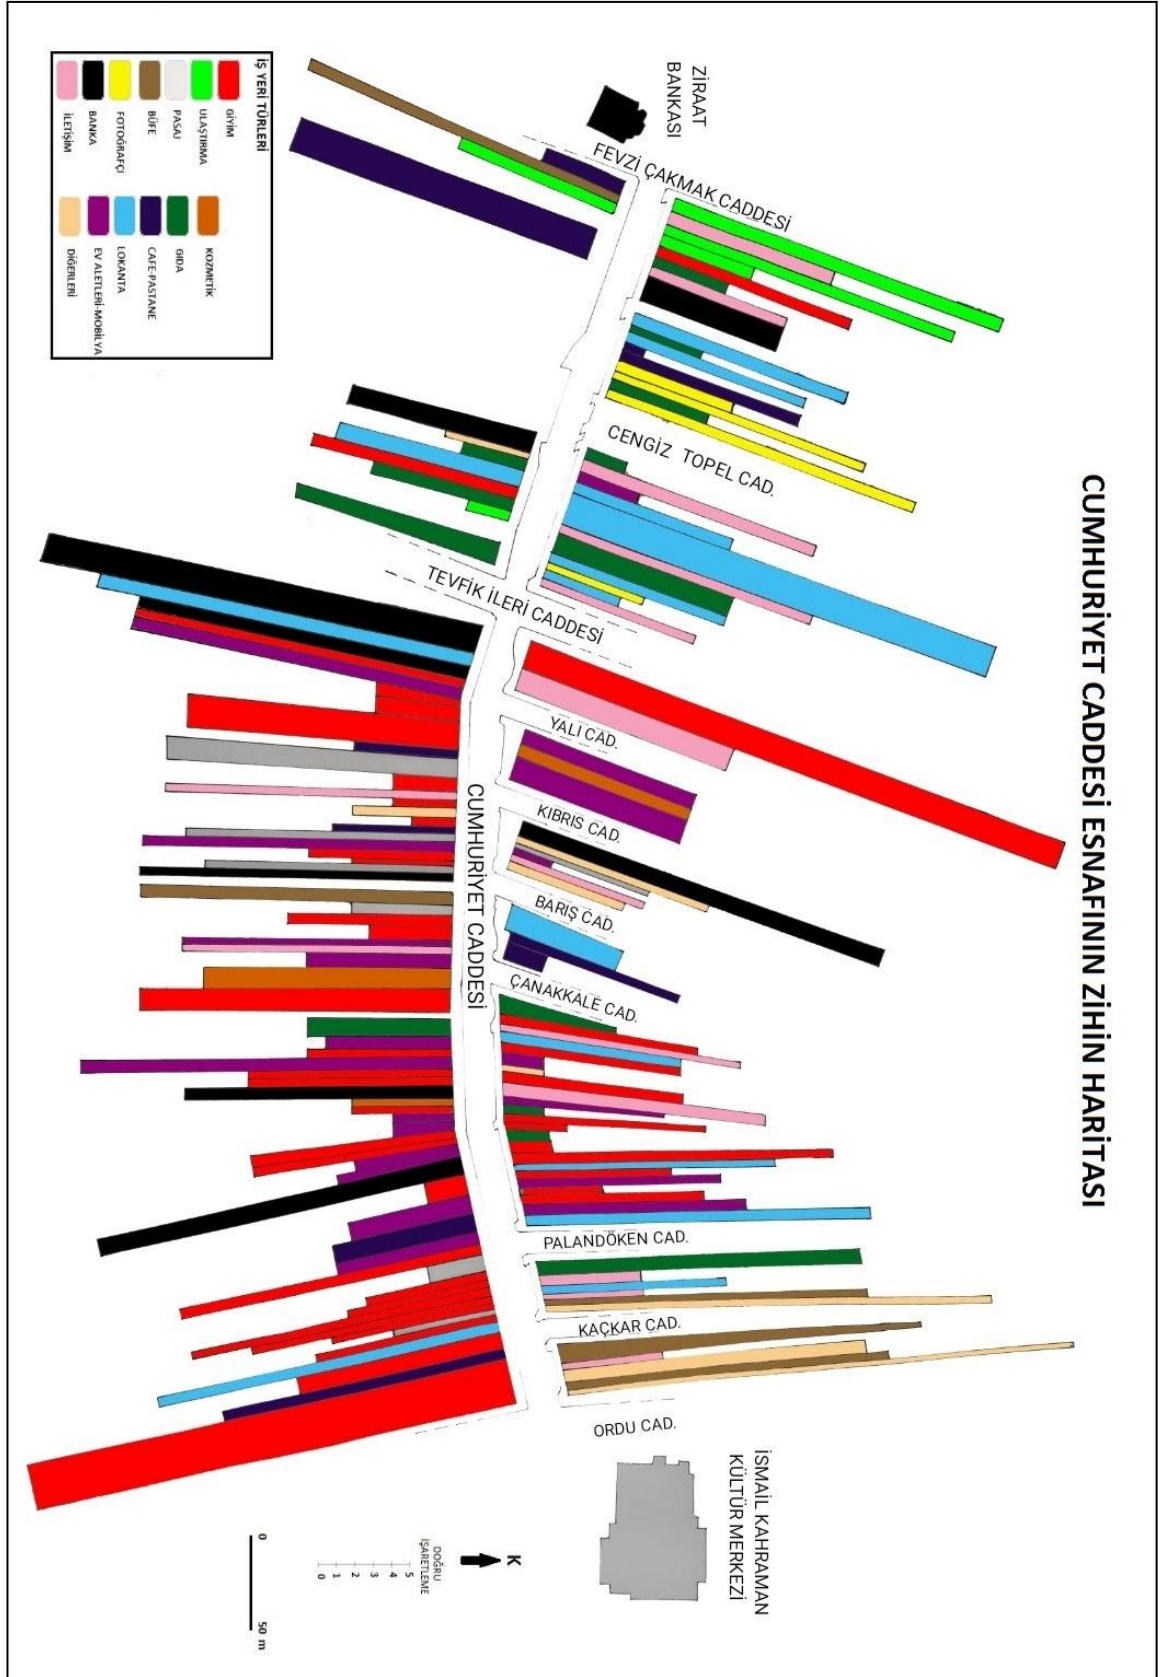 CUMHURİYET CADDESİ ESNAFININ ZİHİN HARİTASI
ZİRAAT
BANKASI
FEVZİ ÇAKMAK CADDESİ
CENGİZ TOPEL CAD.
TEVFİK İLERİ CADDESİ
YALI CAD.
KIBRIS CAD.
BARIŞ CAD.
ÇANAKKALE CAD.
CUMHURİYET CADDESİ
PALANDÖKEN CAD.
KAÇKAR CAD.
ORDU CAD.
İSMAİL KAHRAMAN
KÜLTÜR MERKEZİ
İŞ YERİ TÜRLERİ
GİYİM
ULAŞTIRMA
PASAJ
BÜFE
FOTOĞRAFÇI
BANKA
İLETİŞİM
KOZMETİK
GIDA
CAFE-PASTANE
LOKANTA
EV ALETLERİ-MOBİLYA
DİĞERLERİ
K
DOĞRU
İŞARETLEME
0 1 2 3 4 5
0 50 m